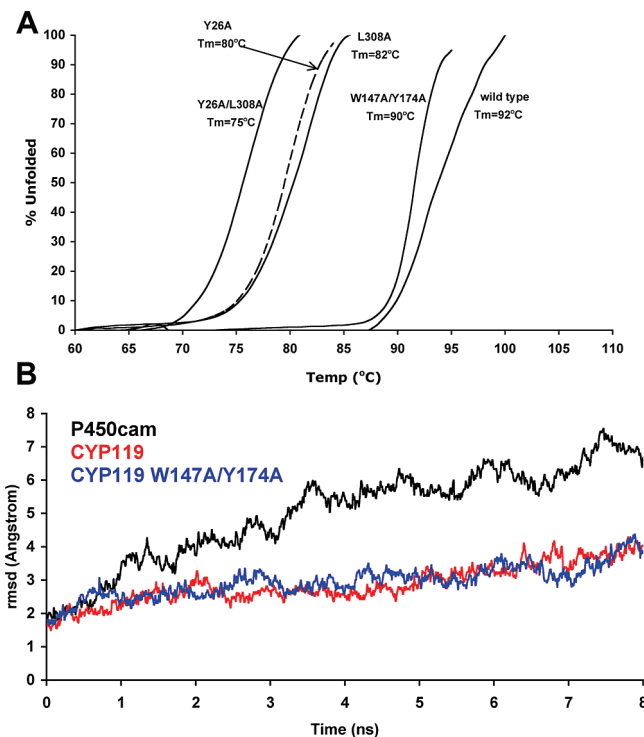 A
% Unfolded
100
90
80
70
60
50
40
30
20
10
0
60 65 70 75 80 85 90 95 100 105 110
Temp (°C)
Y26A
Tm=80°C
L308A
Tm=82°C
Y26A/L308A
Tm=75°C
W147A/Y174A
Tm=90°C
wild type
Tm=92°C
B
rmsd (Angstrom)
8
7
6
5
4
3
2
1
0
P450cam
CYP119
CYP119 W147A/Y174A
0 1 2 3 4 5 6 7 8
Time (ns)